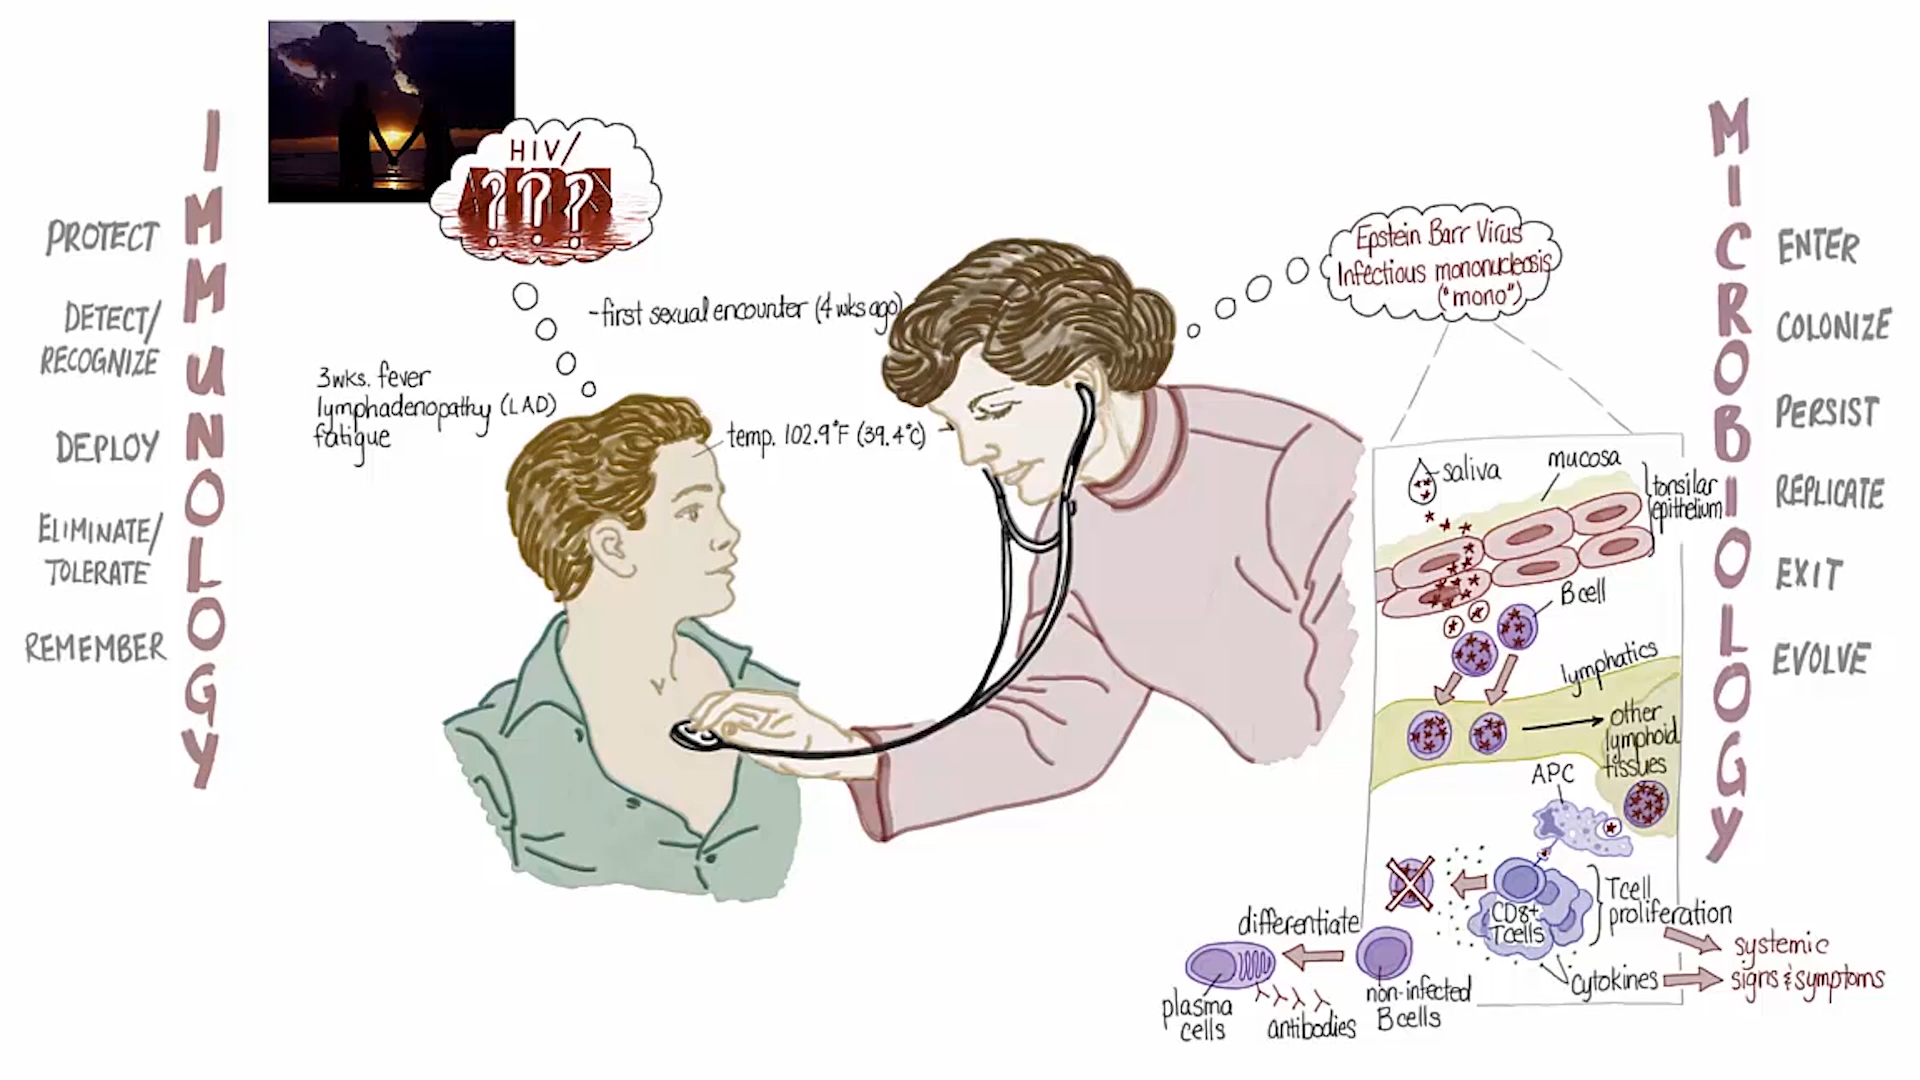 IMMUNOLOGY
PROTECT
DETECT/
RECOGNIZE
DEPLOY
ELIMINATE/
TOLERATE
REMEMBER
HIV/
???
-first sexual encounter (4 wks ago)
3wks. fever
lymphadenopathy (LAD)
fatigue
temp. 102.9°F (39.4°C)
Epstein Barr Virus
Infectious mononucleosis
("mono")
saliva
mucosa
tonsilar
epithelium
B cell
lymphatics
other
lymphoid
tissues
APC
CD8+
Tcells
Tcell
proliferation
cytokines
systemic
signs & symptoms
differentiate
plasma
cells
antibodies
non-infected
B cells
MICROBIOLOGY
ENTER
COLONIZE
PERSIST
REPLICATE
EXIT
EVOLVE